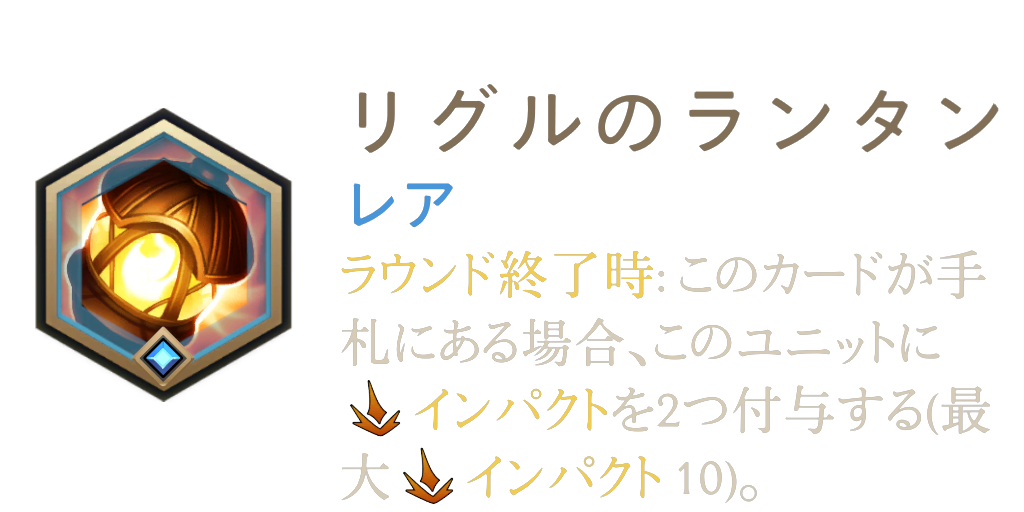 リグルのランタン
レア
ラウンド終了時: このカードが手
札にある場合、このユニットに
インパクトを2つ付与する(最
大 インパクト 10)。